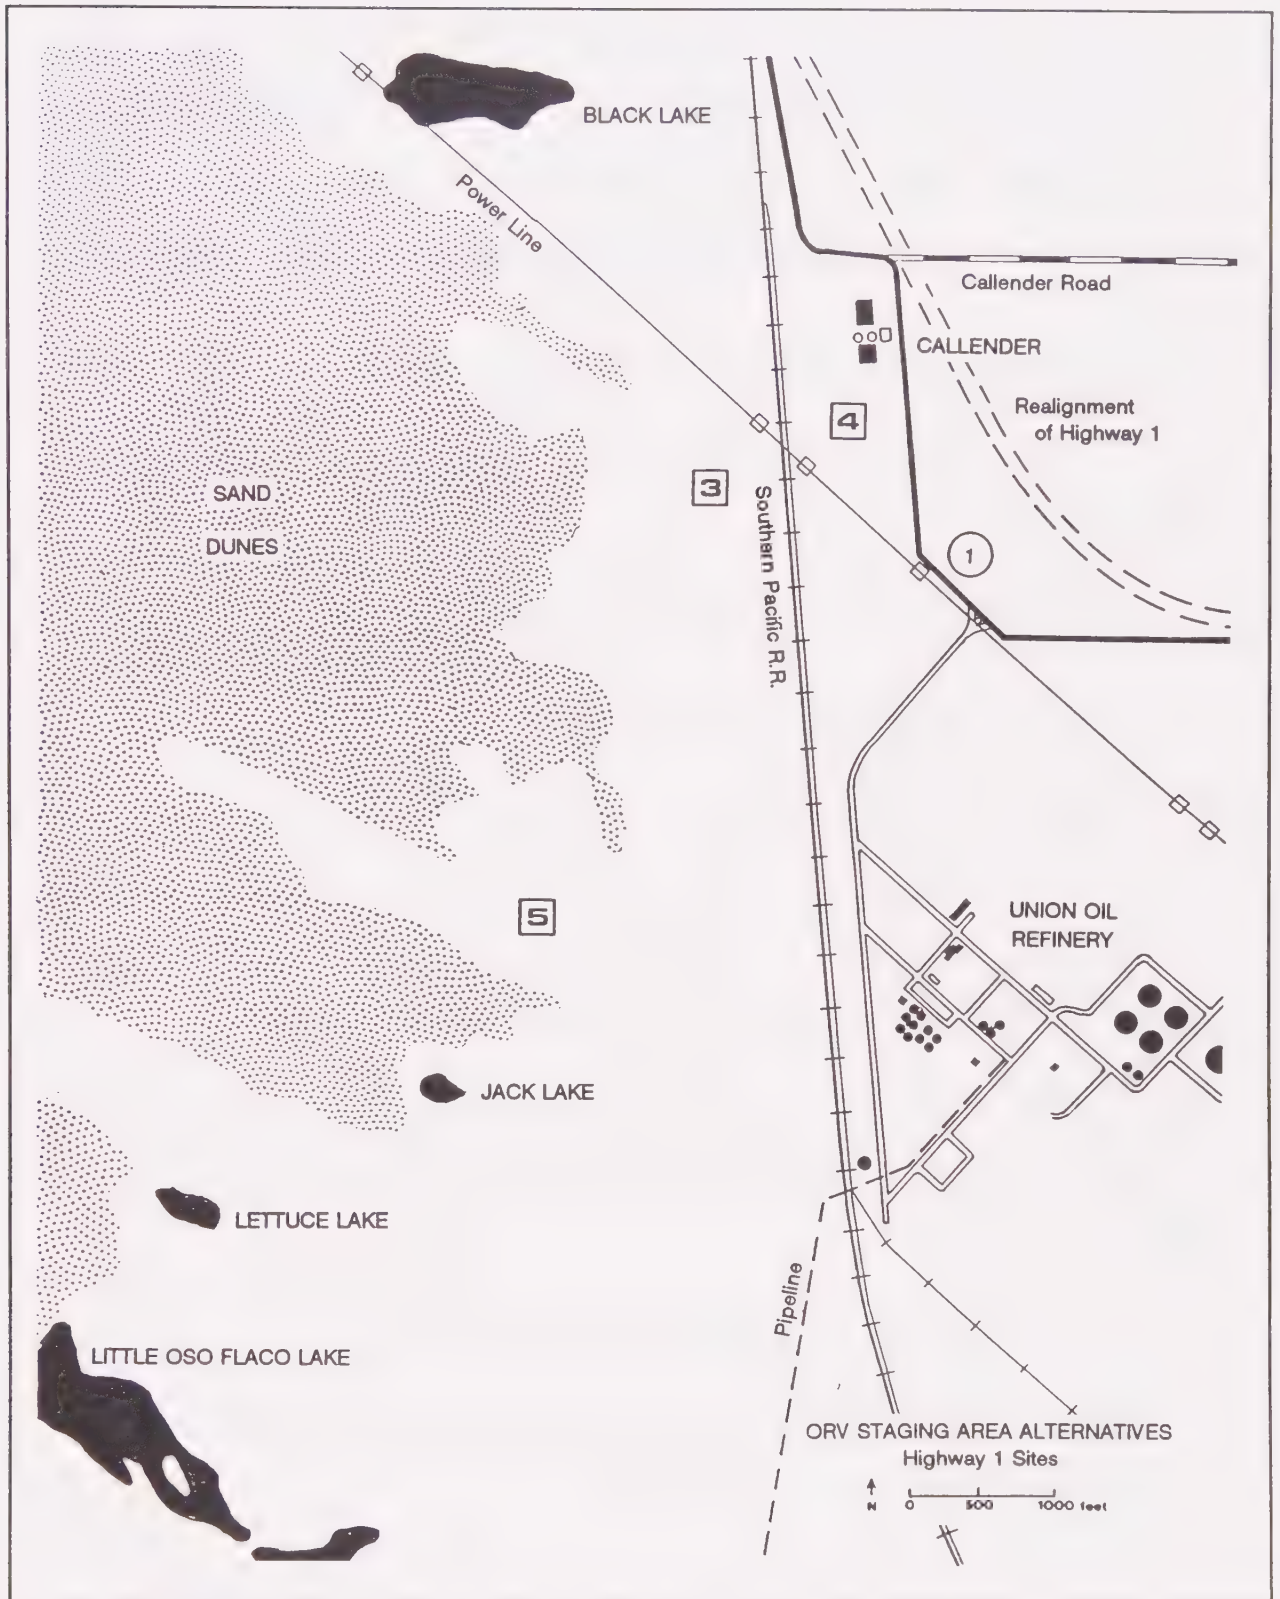 BLACK LAKE
Power Line
Callender Road
CALLENDER
Realignment
of Highway 1
4
3
SAND
DUNES
Southern Pacific R.R.
1
UNION OIL
REFINERY
5
JACK LAKE
LETTUCE LAKE
Pipeline
LITTLE OSO FLACO LAKE
ORV STAGING AREA ALTERNATIVES
Highway 1 Sites
N
0 500 1000 feet